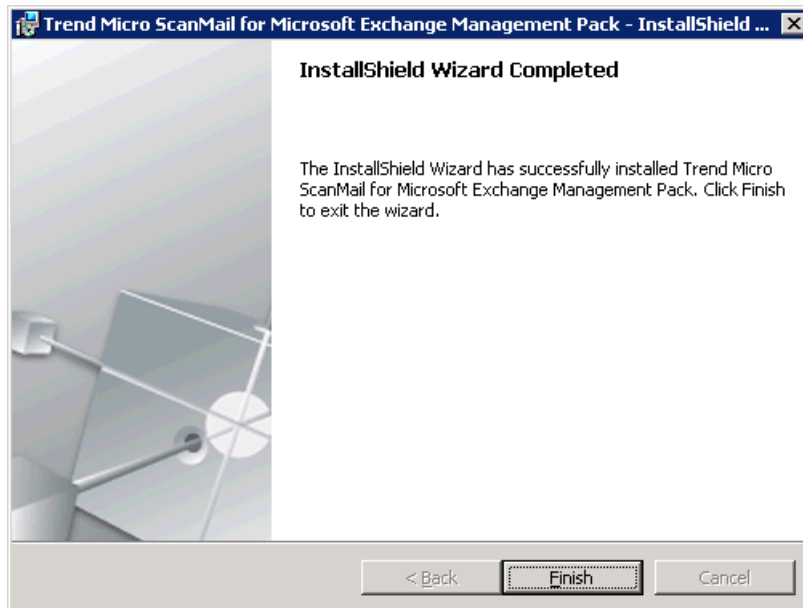 Trend Micro ScanMail for Microsoft Exchange Management Pack - InstallShield ...
InstallShield Wizard Completed
The InstallShield Wizard has successfully installed Trend Micro
ScanMail for Microsoft Exchange Management Pack. Click Finish
to exit the wizard.
< Back
Finish
Cancel